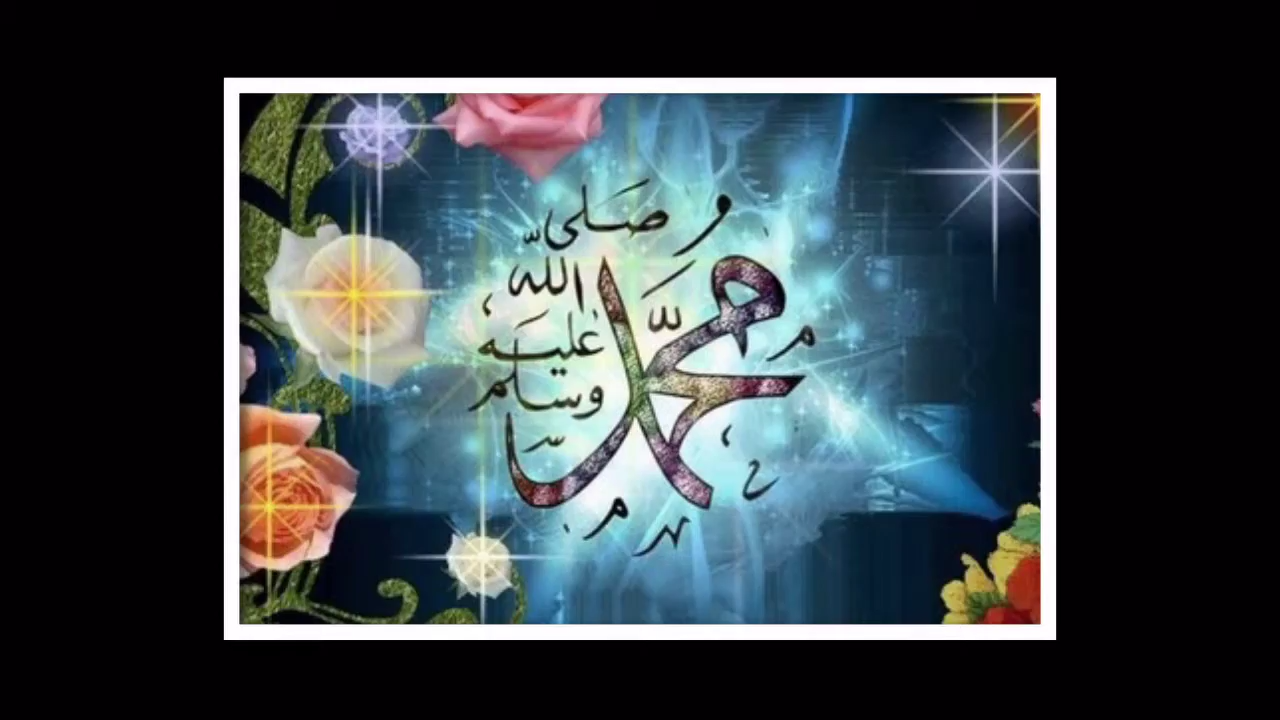 محمد
صلى
الله
عليه
وسلم